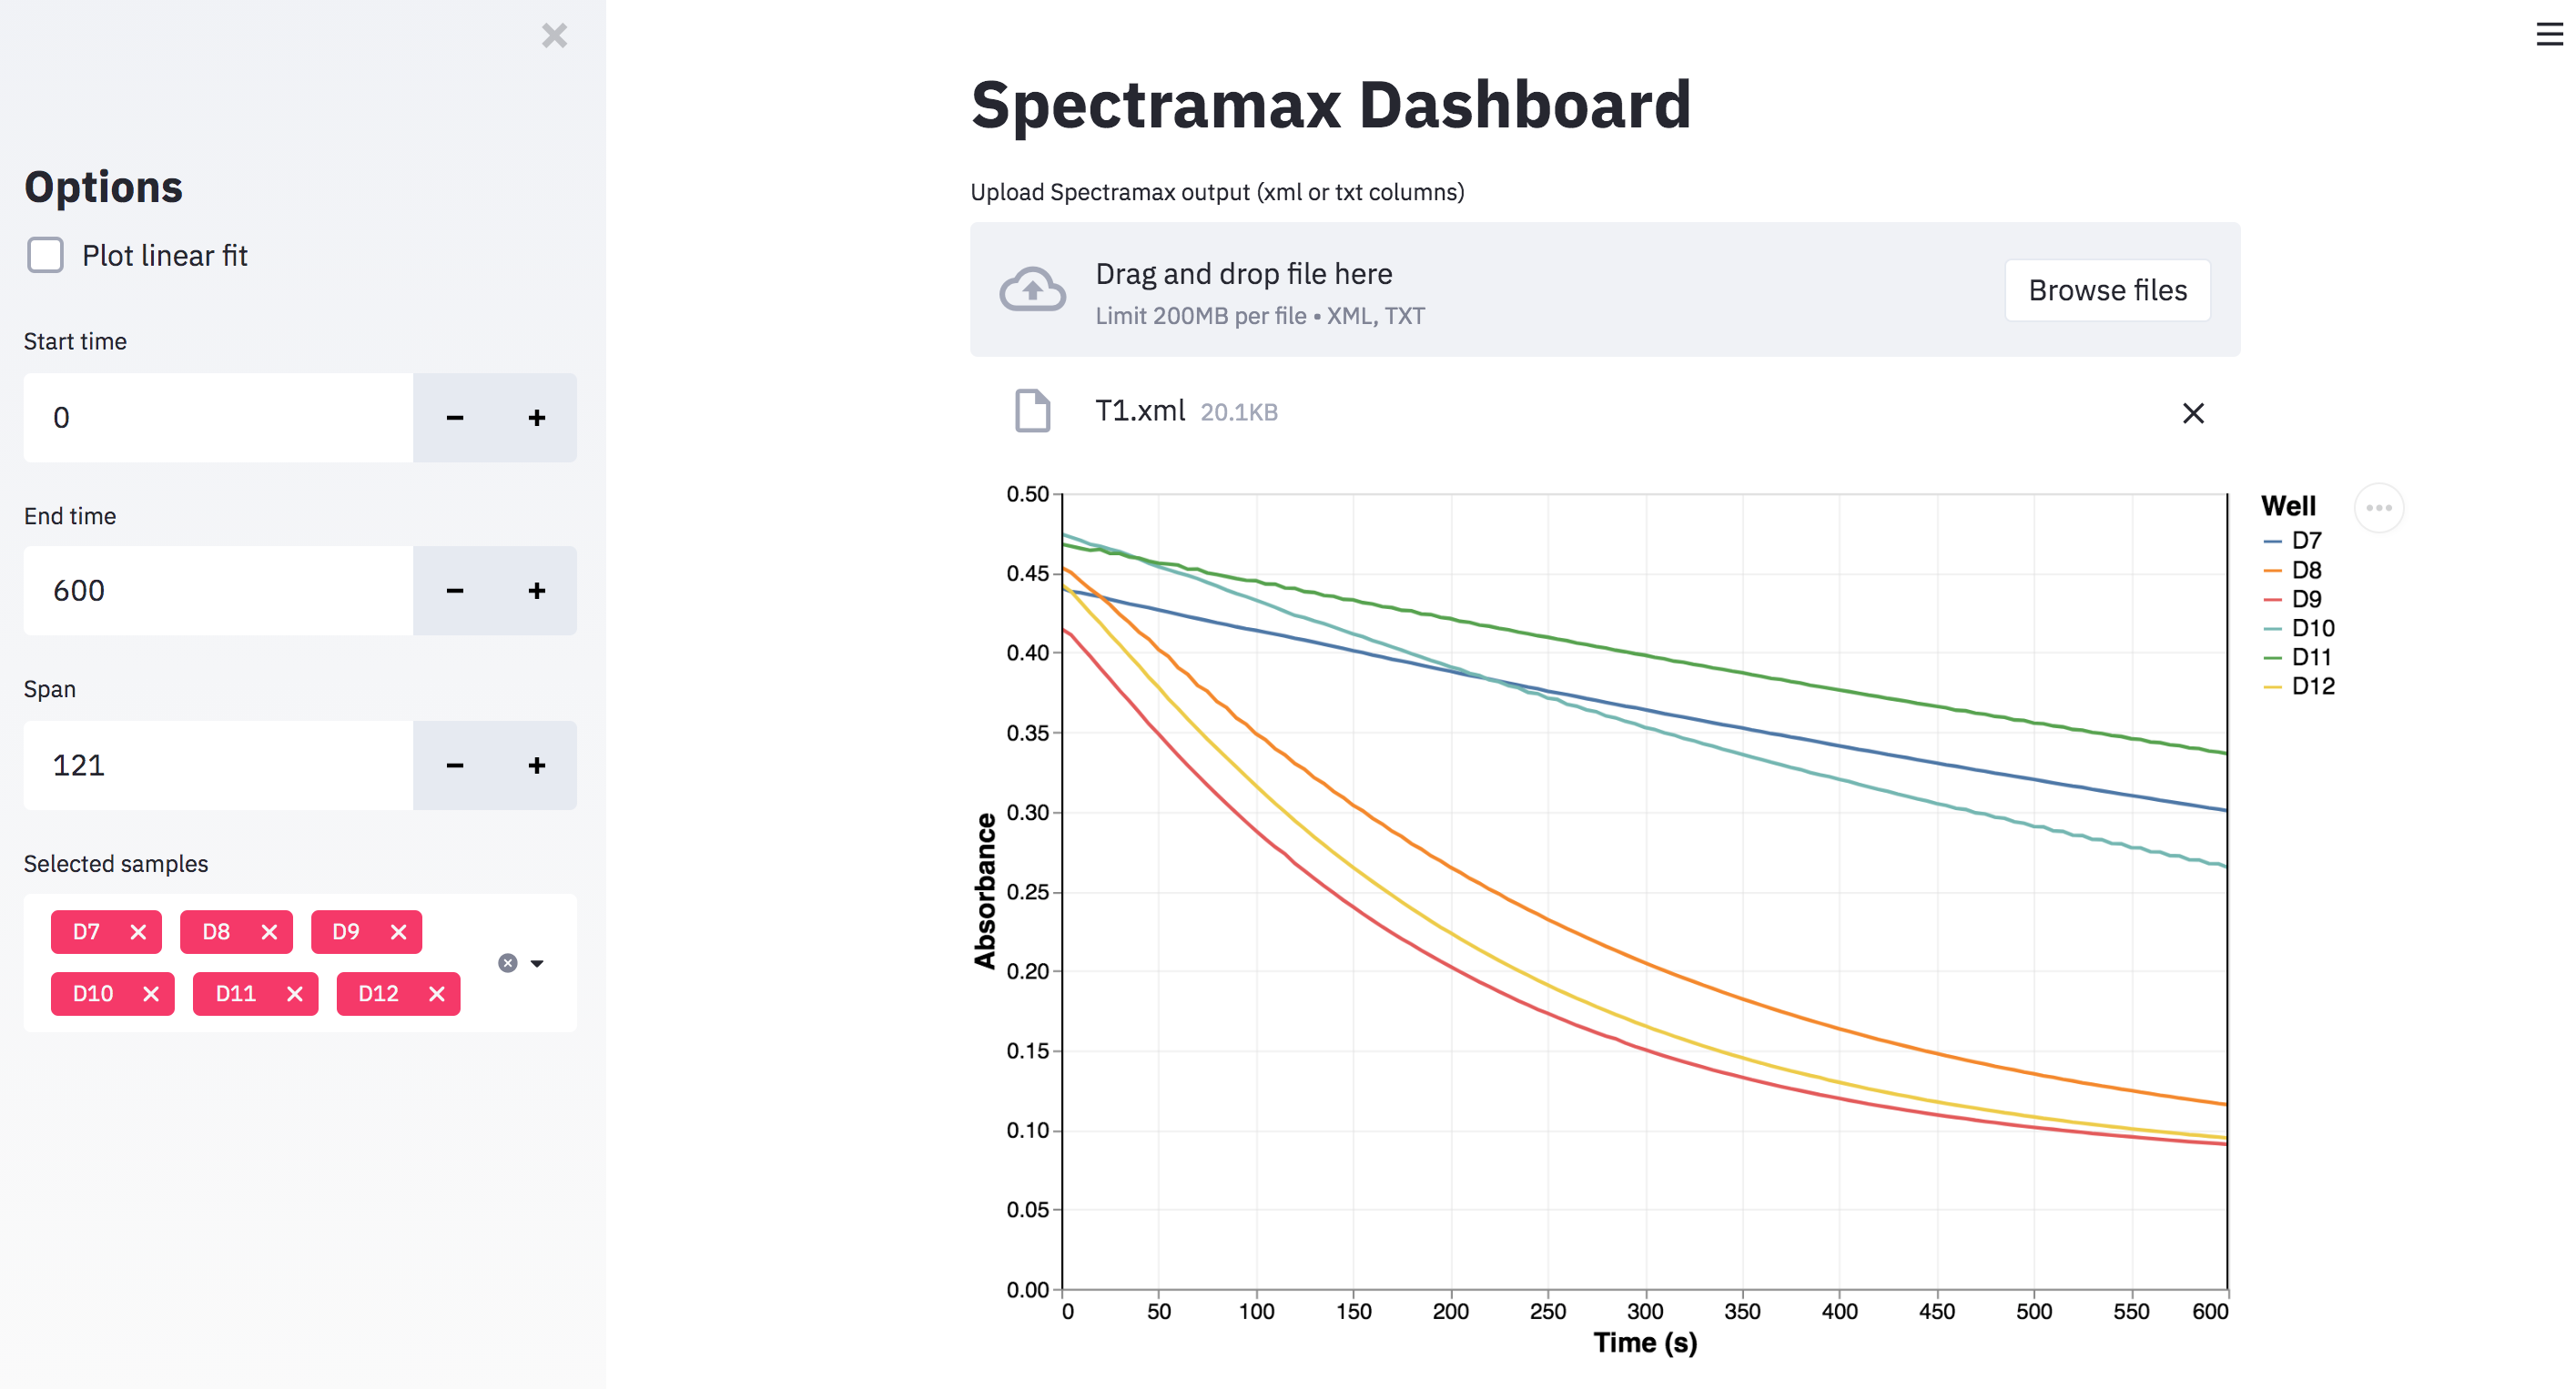 Options
Plot linear fit
Start time
0
End time
600
Span
121
Selected samples
D7 D8 D9
D10 D11 D12
Spectramax Dashboard
Upload Spectramax output (xml or txt columns)
Drag and drop file here
Limit 200MB per file • XML, TXT
Browse files
T1.xml 20.1KB
0.50
0.45
0.40
0.35
0.30
0.25
0.20
0.15
0.10
0.05
0.00
Absorbance
0 50 100 150 200 250 300 350 400 450 500 550 600
Time (s)
Well
D7
D8
D9
D10
D11
D12